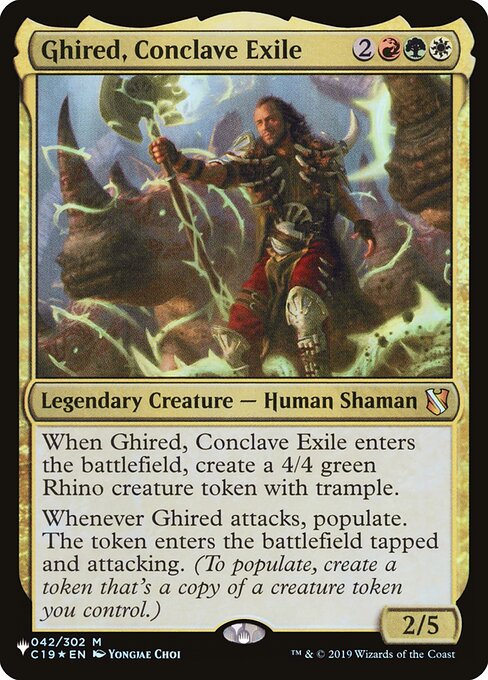 Ghired, Conclave Exile 2
Legendary Creature — Human Shaman
When Ghired, Conclave Exile enters
the battlefield, create a 4/4 green
Rhino creature token with trample.
Whenever Ghired attacks, populate.
The token enters the battlefield tapped
and attacking. (To populate, create a
token that's a copy of a creature token
you control.)
2/5
042/302 M
C19★EN Yongjae Choi ™ & © 2019 Wizards of the Coast